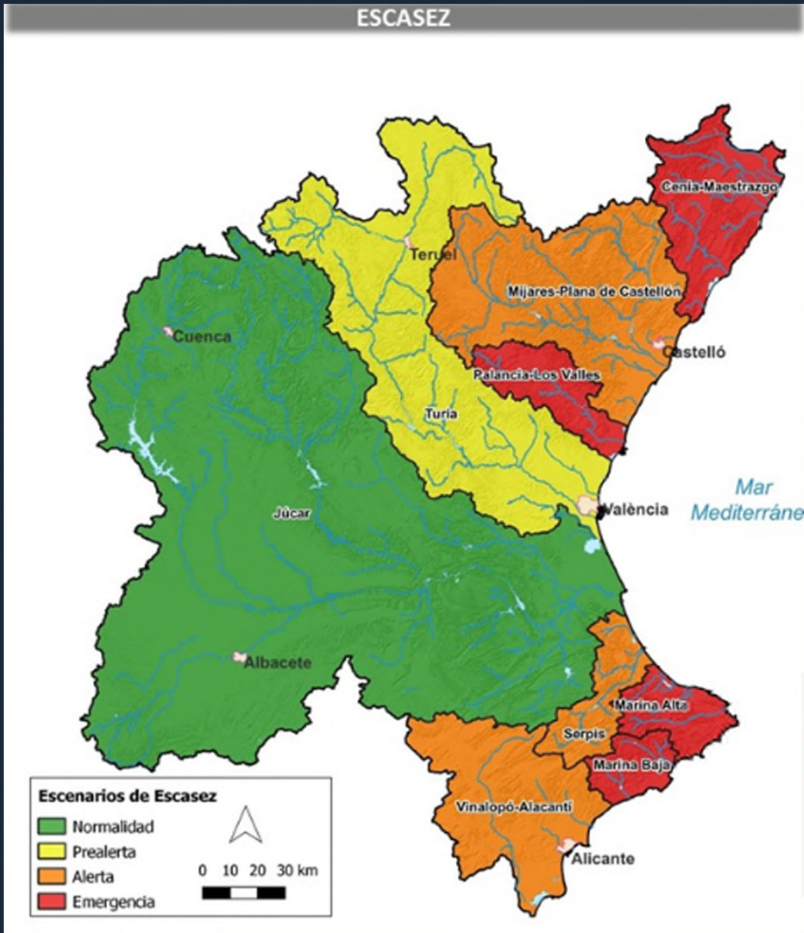 ESCASEZ
Cenia-Maestrazgo
Teruel
Mijares-Plana de Castellón
Cuenca
Castelló
Palancia-Los Valles
Turia
Mar
Mediterráne
València
Júcar
Albacete
Marina Alta
Serpis
Marina Baja
Vinalopó-Alacantí
Alicante
Escenarios de Escasez
Normalidad
Prealerta
Alerta
Emergencia
0 10 20 30 km